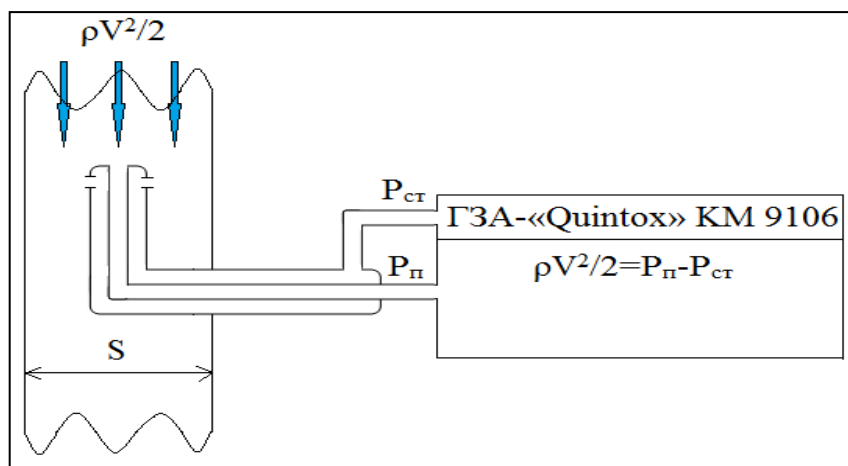 ρV²/2
Pст
ГЗА-«Quintox» КМ 9106
Pп
ρV²/2=Pп-Pст
S